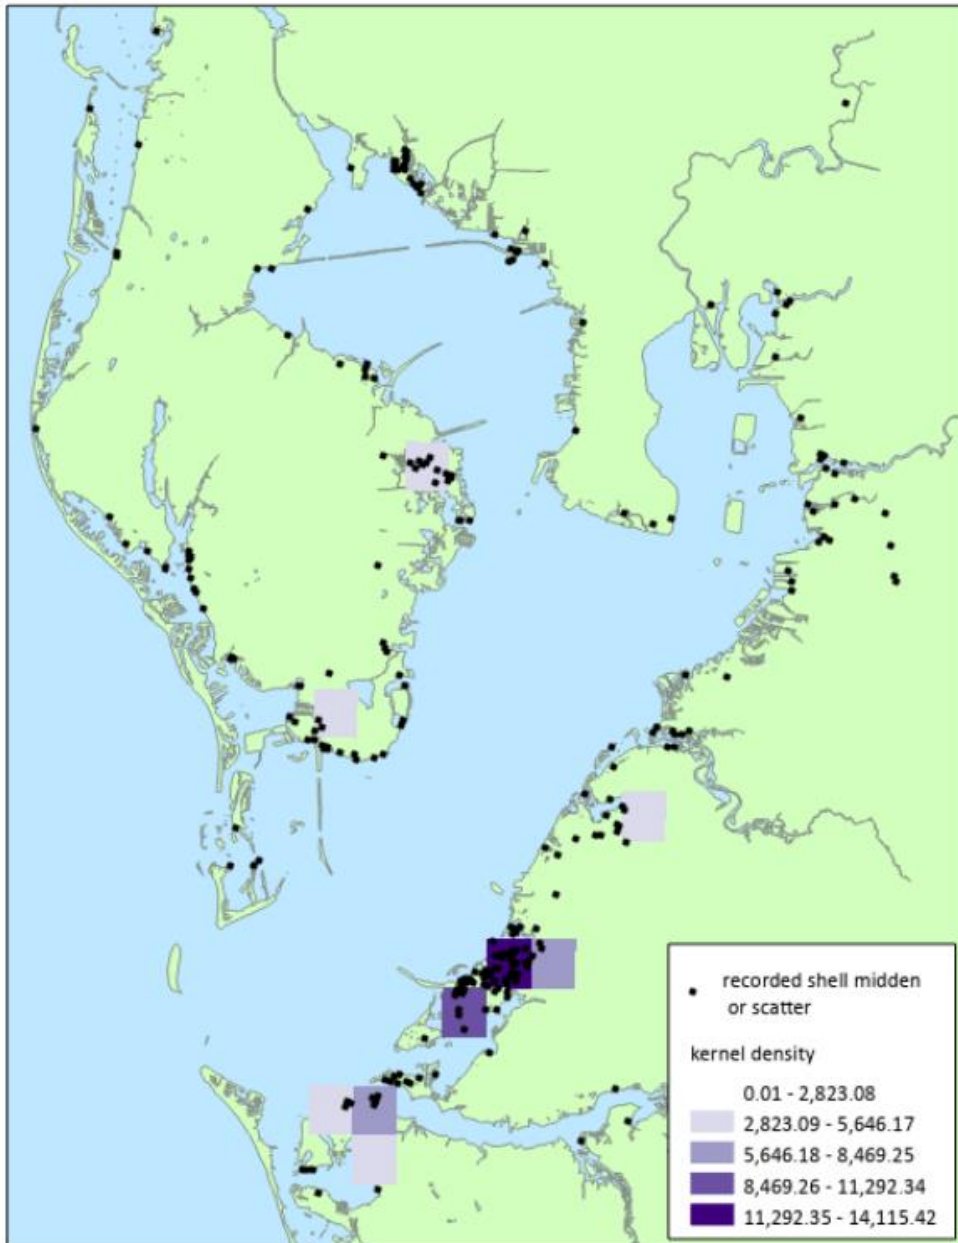 recorded shell midden
or scatter
kernel density
0.01 - 2,823.08
2,823.09 - 5,646.17
5,646.18 - 8,469.25
8,469.26 - 11,292.34
11,292.35 - 14,115.42